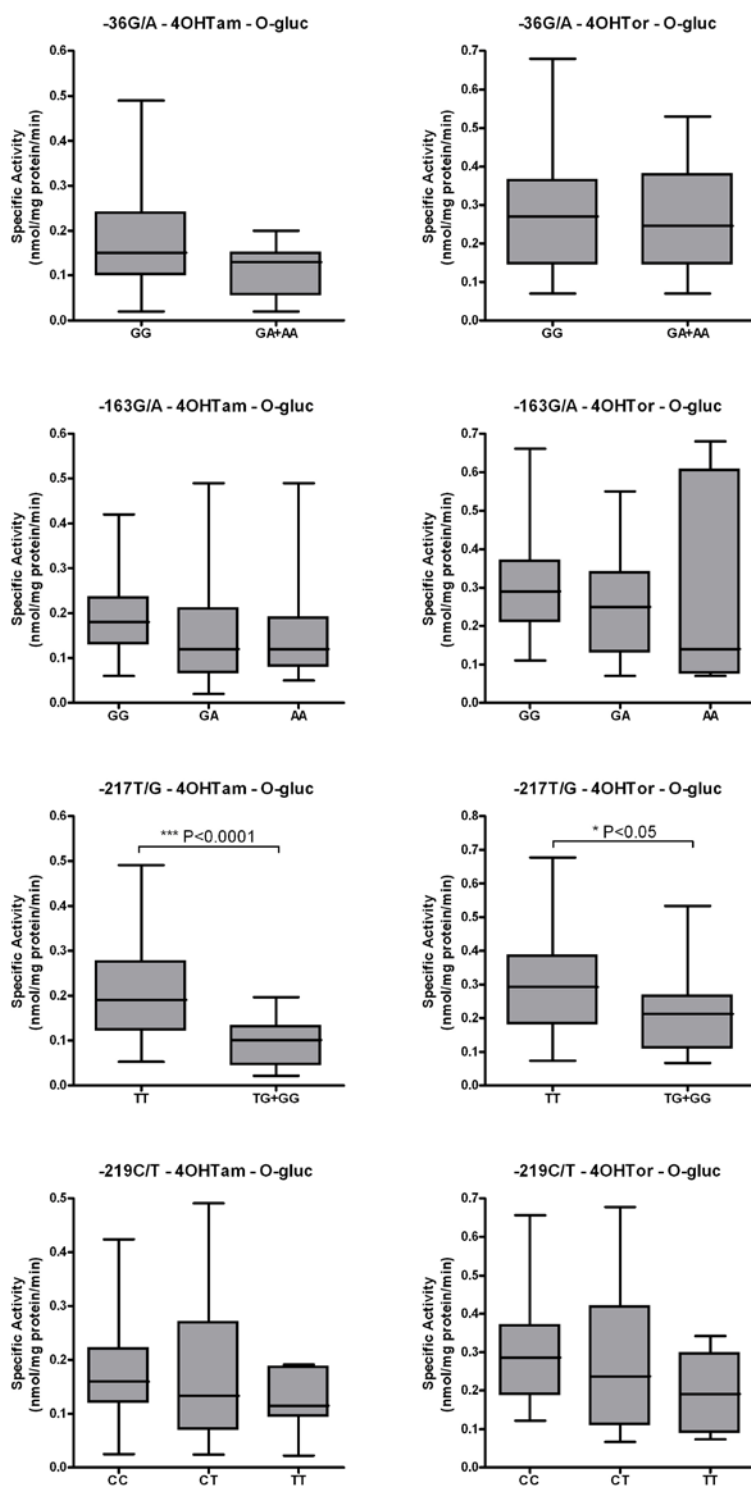 -36G/A - 4OHTam - O-gluc
Specific Activity
(nmol/mg protein/min)
0.6
0.5
0.4
0.3
0.2
0.1
0.0
GG
GA+AA
-36G/A - 4OHTor - O-gluc
Specific Activity
(nmol/mg protein/min)
0.7
0.6
0.5
0.4
0.3
0.2
0.1
0.0
GG
GA+AA
-163G/A - 4OHTam - O-gluc
Specific Activity
(nmol/mg protein/min)
0.6
0.5
0.4
0.3
0.2
0.1
0.0
GG
GA
AA
-163G/A - 4OHTor - O-gluc
Specific Activity
(nmol/mg protein/min)
0.7
0.6
0.5
0.4
0.3
0.2
0.1
0.0
GG
GA
AA
-217T/G - 4OHTam - O-gluc
Specific Activity
(nmol/mg protein/min)
0.6
0.5
0.4
0.3
0.2
0.1
0.0
*** P<0.0001
TT
TG+GG
-217T/G - 4OHTor - O-gluc
Specific Activity
(nmol/mg protein/min)
0.8
0.7
0.6
0.5
0.4
0.3
0.2
0.1
0.0
* P<0.05
TT
TG+GG
-219C/T - 4OHTam - O-gluc
Specific Activity
(nmol/mg protein/min)
0.5
0.4
0.3
0.2
0.1
0.0
CC
CT
TT
-219C/T - 4OHTor - O-gluc
Specific Activity
(nmol/mg protein/min)
0.7
0.6
0.5
0.4
0.3
0.2
0.1
0.0
CC
CT
TT